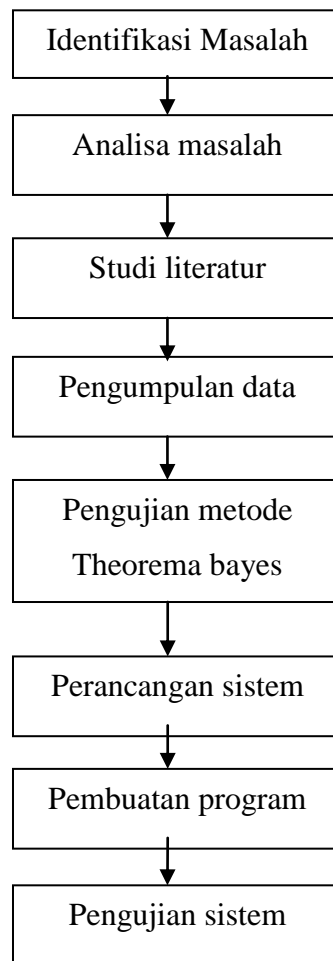 Identifikasi Masalah
Analisa masalah
Studi literatur
Pengumpulan data
Pengujian metode
Theorema bayes
Perancangan sistem
Pembuatan program
Pengujian sistem